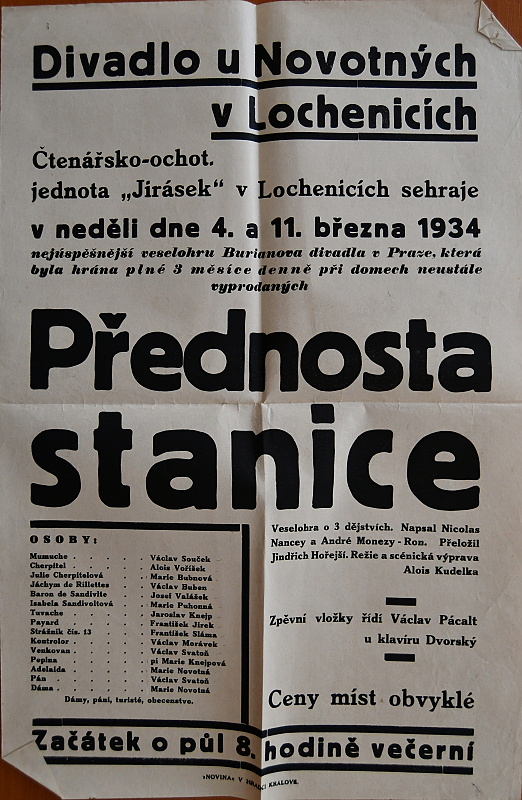 Divadlo u Novotných
v Lochenicích
Čtenářsko-ochot.
jednota „Jirásek“ v Lochenicích sehraje
v neděli dne 4. a 11. března 1934
nejúspěšnější veselohru Burianova divadla v Praze, která
byla hrána plné 3 měsíce denně při domech neustále
vyprodaných
Přednosta
stanice
OSOBY:
Mumuche . . . . Václav Souček
Cherpitel . . . . Alois Voříšek
Julie Cherpitelová . . . . Marie Bubnová
Jáchym de Rillettes . . . . Václav Buben
Baron de Sandivite . . . . Josef Valášek
Isabela Sandivoitová . . . . Marie Puhonná
Tuvache . . . . Jaroslav Knejp
Payard . . . . František Jirek
Strážník čís. 13 . . . . František Sláma
Kontrolor . . . . Václav Morávek
Venkovan . . . . Václav Svatoň
Pepina . . . . pí Marie Knejpová
Adelaida . . . . Marie Novotná
Pán . . . . Václav Svatoň
Dáma . . . . Marie Novotná
Dámy, páni, turisté, obecenstvo.
Veselohra o 3 dějstvích. Napsal Nicolas
Nancey a André Monezy-Ron. Přeložil
Jindřich Hořejší. Režie a scénická výprava
Alois Kudelka
Zpěvní vložky řídí Václav Pácalt
u klavíru Dvorský
Ceny míst obvyklé
Začátek o půl 8. hodině večerní
»NOVINA« V HRADCI KRÁLOVÉ.